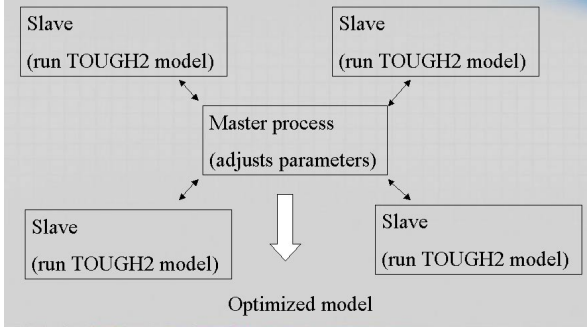 Slave
(run TOUGH2 model)
Slave
(run TOUGH2 model)
Master process
(adjusts parameters)
Slave
(run TOUGH2 model)
Slave
(run TOUGH2 model)
Optimized model